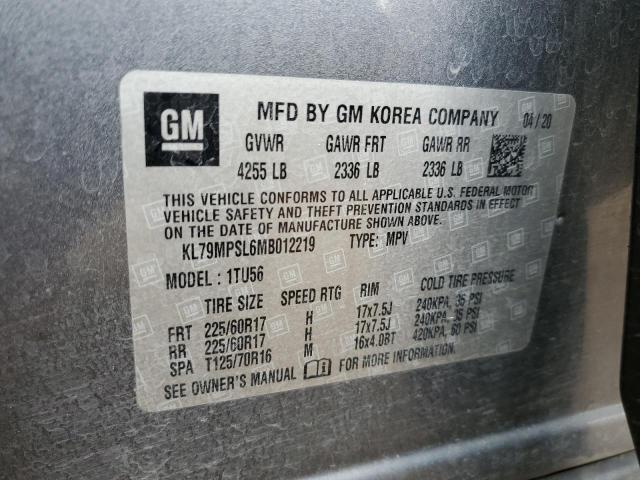 GM
MFD BY GM KOREA COMPANY 04 / 20
GVWR GAWR FRT GAWR RR
4255 LB 2336 LB 2336 LB
THIS VEHICLE CONFORMS TO ALL APPLICABLE U.S. FEDERAL MOTOR
VEHICLE SAFETY AND THEFT PREVENTION STANDARDS IN EFFECT
ON THE DATE OF MANUFACTURE SHOWN ABOVE.
KL79MPSL6MB012219 TYPE: MPV
MODEL : 1TU56
TIRE SIZE SPEED RTG RIM COLD TIRE PRESSURE
FRT 225/60R17 H 17x7.5J 240KPA, 35 PSI
RR 225/60R17 H 17x7.5J 240KPA, 35 PSI
SPA T125/70R16 M 16x4.0BT 420KPA, 60 PSI
SEE OWNER'S MANUAL FOR MORE INFORMATION.